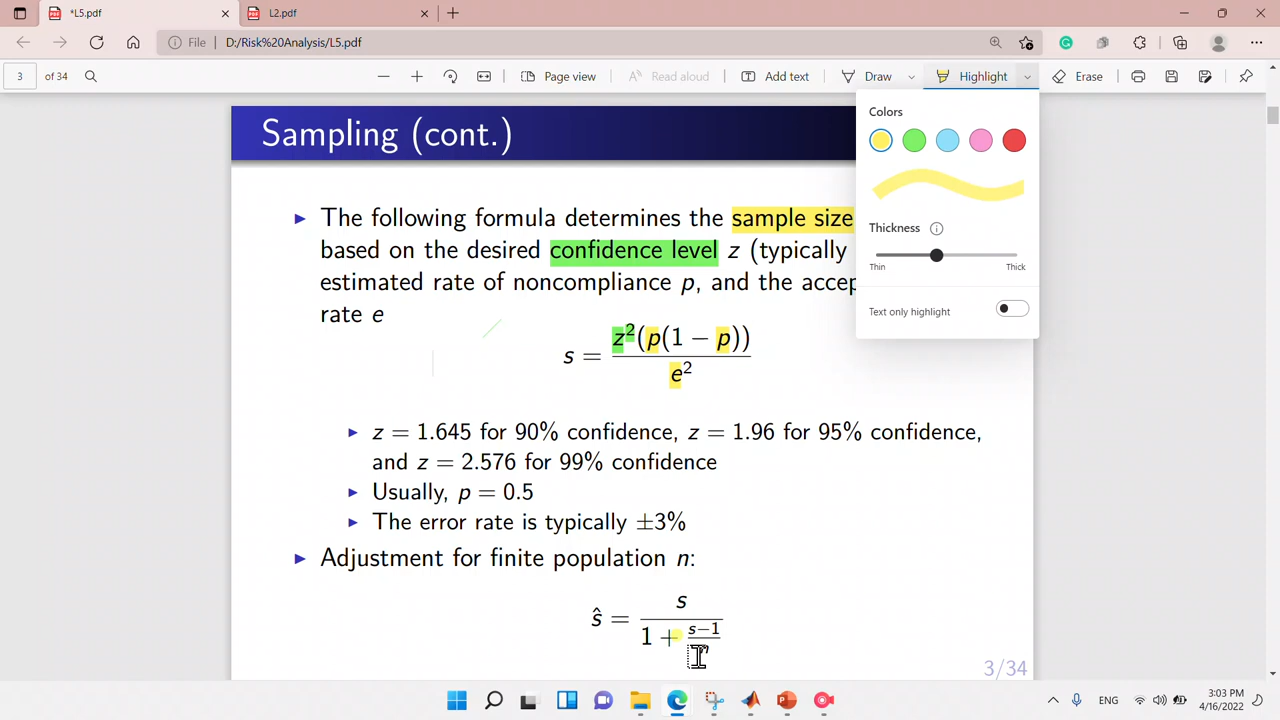 *L5.pdf
L2.pdf
File
D:/Risk%20Analysis/L5.pdf
3 of 34
Page view
Read aloud
Add text
Draw
Highlight
Erase
Colors
Thickness
Thin Thick
Text only highlight
Sampling (cont.)
The following formula determines the sample size
based on the desired confidence level z (typically
estimated rate of noncompliance p, and the
rate e
s = z²(p(1 − p)) / e²
z = 1.645 for 90% confidence, z = 1.96 for 95% confidence,
and z = 2.576 for 99% confidence
Usually, p = 0.5
The error rate is typically ±3%
Adjustment for finite population n:
ŝ = s / (1 + (s−1) /
3/34
ENG
3:03 PM
4/16/2022